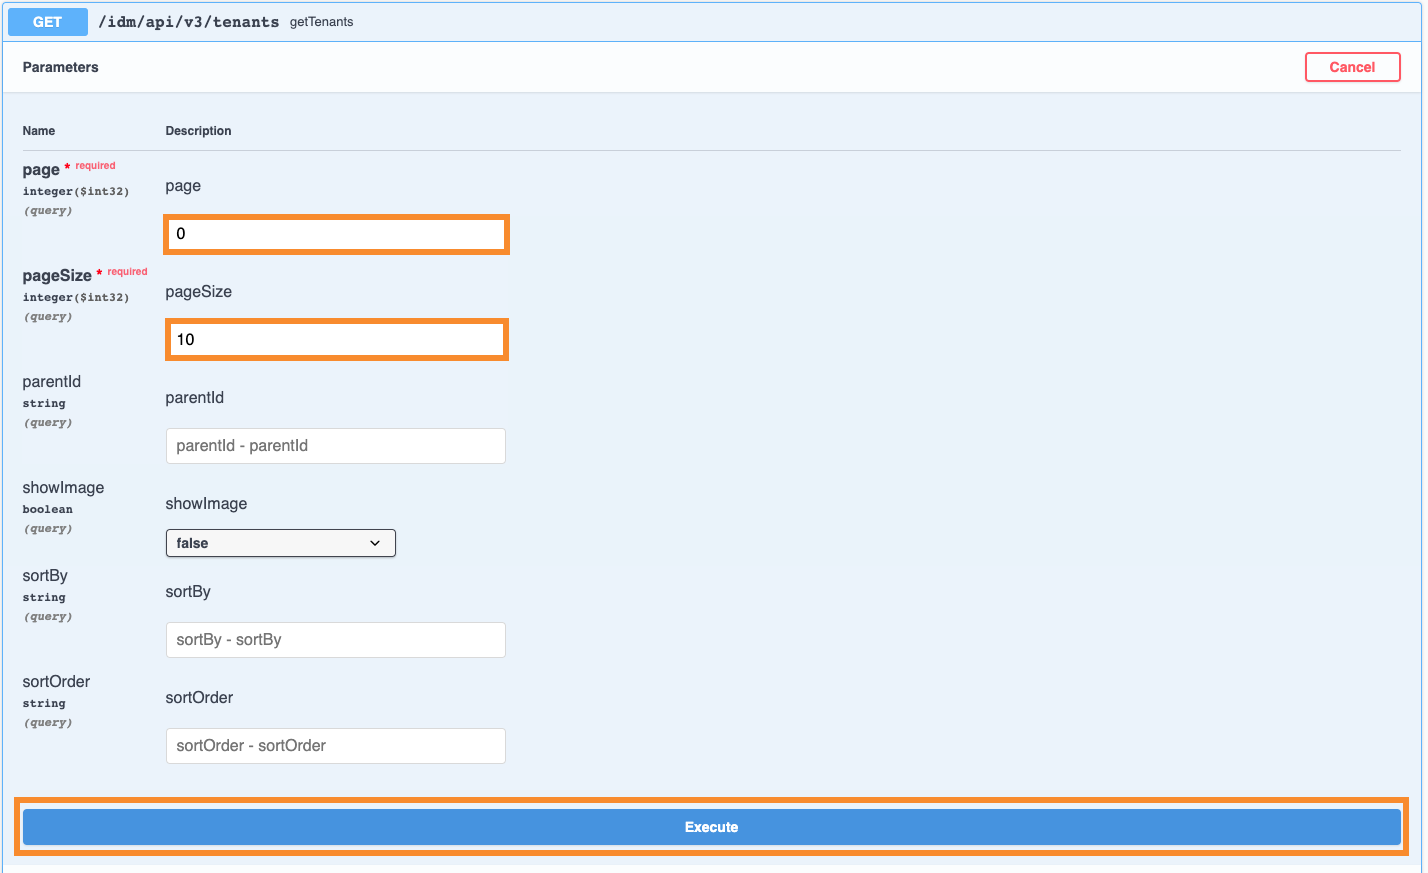 GET /idm/api/v3/tenants getTenants
Parameters
Cancel
Name Description
page * required
integer($int32)
(query)
page
0
pageSize * required
integer($int32)
(query)
pageSize
10
parentId
string
(query)
parentId
parentId - parentId
showImage
boolean
(query)
showImage
false
sortBy
string
(query)
sortBy
sortBy - sortBy
sortOrder
string
(query)
sortOrder
sortOrder - sortOrder
Execute